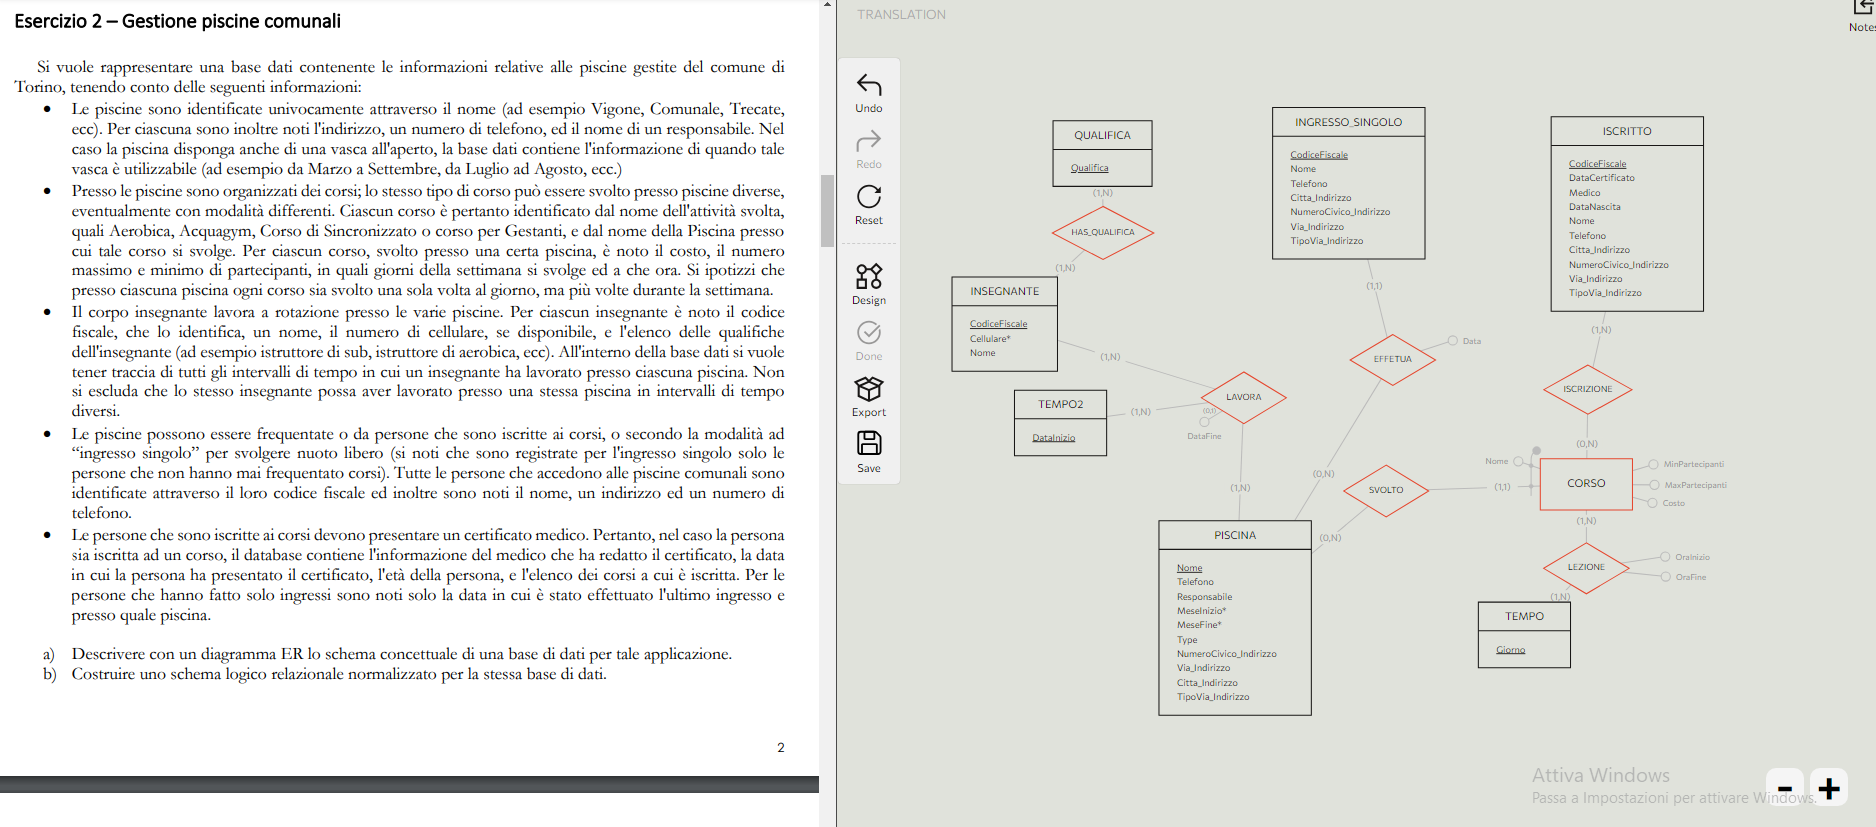 Esercizio 2 – Gestione piscine comunali
Si vuole rappresentare una base dati contenente le informazioni relative alle piscine gestite del comune di
Torino, tenendo conto delle seguenti informazioni:
• Le piscine sono identificate univocamente attraverso il nome (ad esempio Vigone, Comunale, Trecate,
ecc). Per ciascuna sono inoltre noti l'indirizzo, un numero di telefono, ed il nome di un responsabile. Nel
caso la piscina disponga anche di una vasca all'aperto, la base dati contiene l'informazione di quando tale
vasca è utilizzabile (ad esempio da Marzo a Settembre, da Luglio ad Agosto, ecc.)
• Presso le piscine sono organizzati dei corsi; lo stesso tipo di corso può essere svolto presso piscine diverse,
eventualmente con modalità differenti. Ciascun corso è pertanto identificato dal nome dell'attività svolta,
quali Aerobica, Acquagym, Corso di Sincronizzato o corso per Gestanti, e dal nome della Piscina presso
cui tale corso si svolge. Per ciascun corso, svolto presso una certa piscina, è noto il costo, il numero
massimo e minimo di partecipanti, in quali giorni della settimana si svolge ed a che ora. Si ipotizzi che
presso ciascuna piscina ogni corso sia svolto una sola volta al giorno, ma più volte durante la settimana.
• Il corpo insegnante lavora a rotazione presso le varie piscine. Per ciascun insegnante è noto il codice
fiscale, che lo identifica, un nome, il numero di cellulare, se disponibile, e l'elenco delle qualifiche
dell'insegnante (ad esempio istruttore di sub, istruttore di aerobica, ecc). All'interno della base dati si vuole
tener traccia di tutti gli intervalli di tempo in cui un insegnante ha lavorato presso ciascuna piscina. Non
si escluda che lo stesso insegnante possa aver lavorato presso una stessa piscina in intervalli di tempo
diversi.
• Le piscine possono essere frequentate o da persone che sono iscritte ai corsi, o secondo la modalità ad
“ingresso singolo” per svolgere nuoto libero (si noti che sono registrate per l'ingresso singolo solo le
persone che non hanno mai frequentato corsi). Tutte le persone che accedono alle piscine comunali sono
identificate attraverso il loro codice fiscale ed inoltre sono noti il nome, un indirizzo ed un numero di
telefono.
• Le persone che sono iscritte ai corsi devono presentare un certificato medico. Pertanto, nel caso la persona
sia iscritta ad un corso, il database contiene l'informazione del medico che ha redatto il certificato, la data
in cui la persona ha presentato il certificato, l'età della persona, e l'elenco dei corsi a cui è iscritta. Per le
persone che hanno fatto solo ingressi sono noti solo la data in cui è stato effettuato l'ultimo ingresso e
presso quale piscina.
a) Descrivere con un diagramma ER lo schema concettuale di una base di dati per tale applicazione.
b) Costruire uno schema logico relazionale normalizzato per la stessa base di dati.
2
TRANSLATION
Notes
Undo
Redo
Reset
Design
Done
Export
Save
QUALIFICA
Qualifica
(1,N)
HAS_QUALIFICA
(1,N)
INSEGNANTE
CodiceFiscale
Cellulare*
Nome
(1,N)
TEMPO2
DataInizio
(1,N)
LAVORA
(0,1)
DataFine
(1,N)
INGRESSO_SINGOLO
CodiceFiscale
Nome
Telefono
Citta_Indirizzo
NumeroCivico_Indirizzo
Via_Indirizzo
TipoVia_Indirizzo
(1,1)
EFFETUA
Data
(0,N)
ISCRITTO
CodiceFiscale
DataCertificato
Medico
DataNascita
Nome
Telefono
Citta_Indirizzo
NumeroCivico_Indirizzo
Via_Indirizzo
TipoVia_Indirizzo
(1,N)
ISCRIZIONE
(0,N)
Nome
CORSO
MinPartecipanti
MaxPartecipanti
Costo
(1,1)
SVOLTO
(0,N)
(1,N)
LEZIONE
OraInizio
OraFine
(1,N)
TEMPO
Giorno
PISCINA
Nome
Telefono
Responsabile
MeseInizio*
MeseFine*
Type
NumeroCivico_Indirizzo
Via_Indirizzo
Citta_Indirizzo
TipoVia_Indirizzo
Attiva Windows
Passa a Impostazioni per attivare Windows.
- +